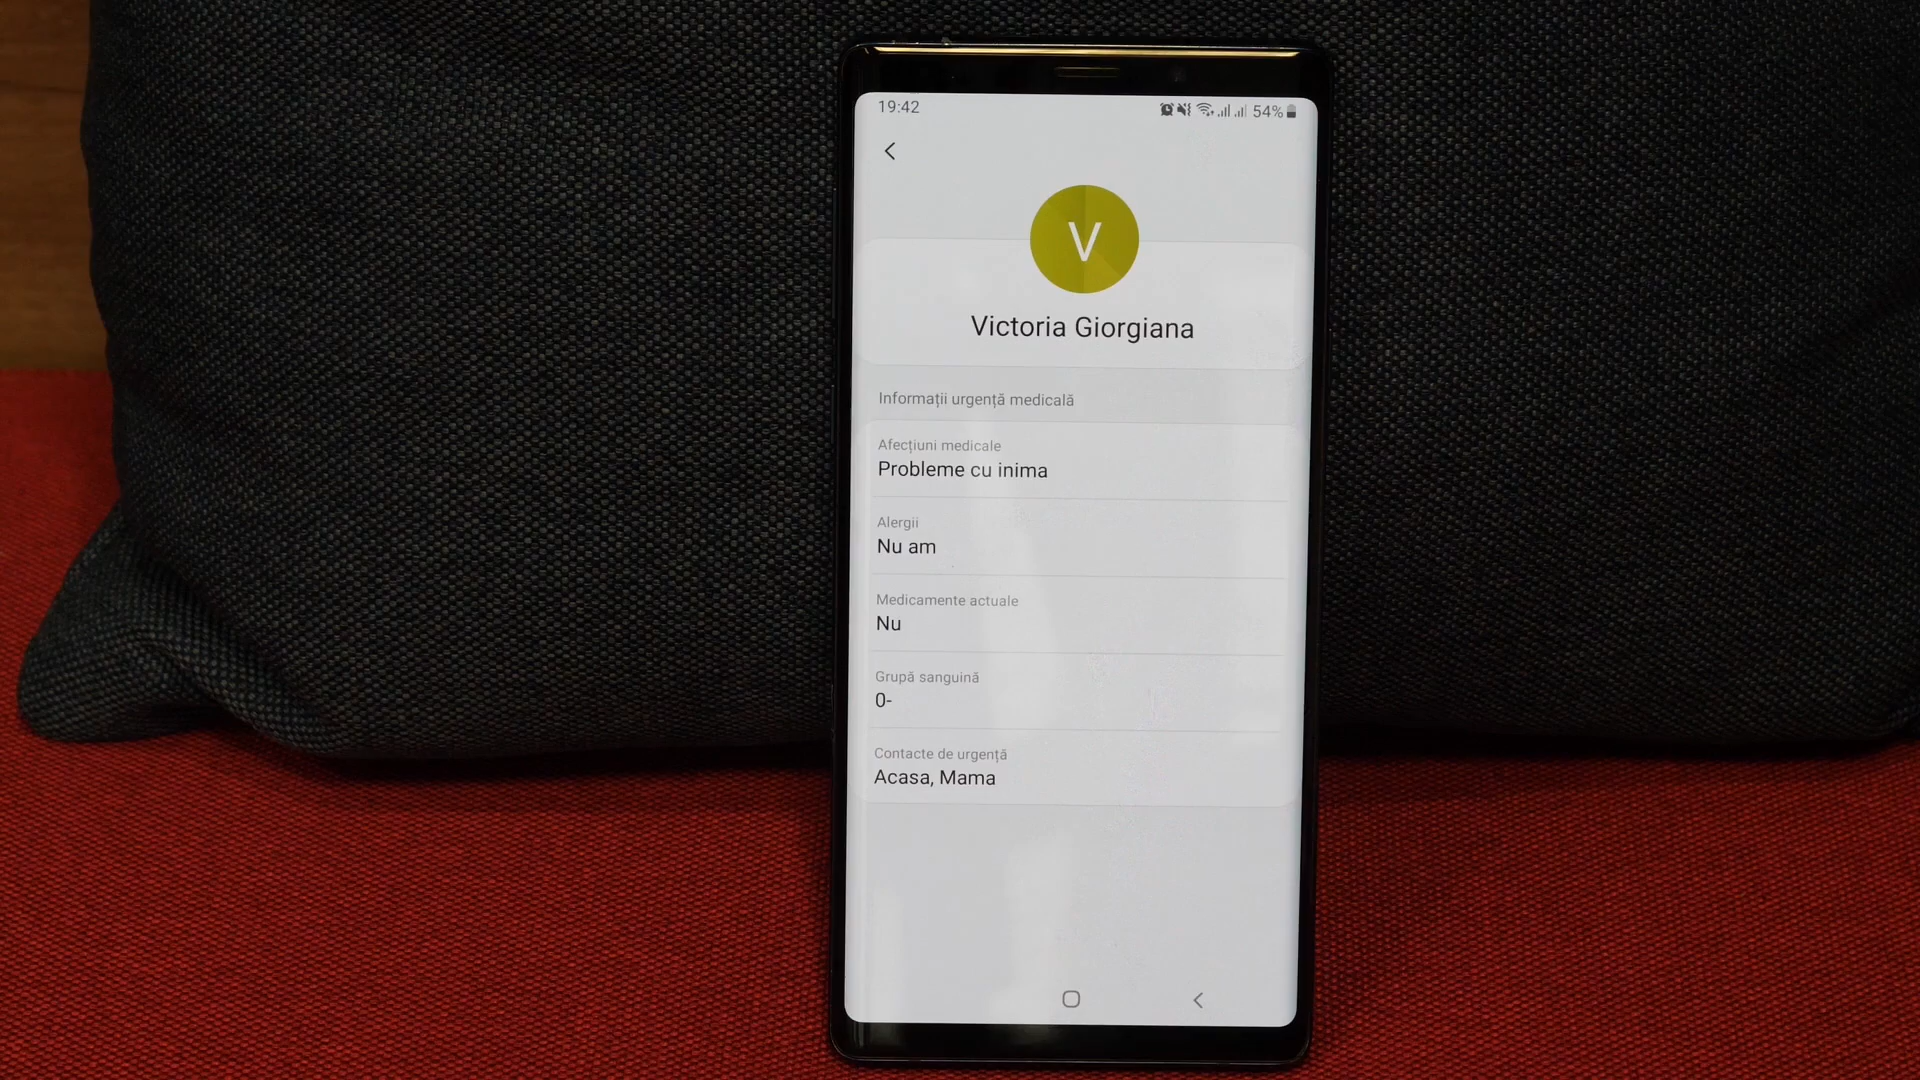 19:42
54%
V
Victoria Giorgiana
Informații urgență medicală
Afecțiuni medicale
Probleme cu inima
Alergii
Nu am
Medicamente actuale
Nu
Grupă sanguină
0-
Contacte de urgență
Acasa, Mama